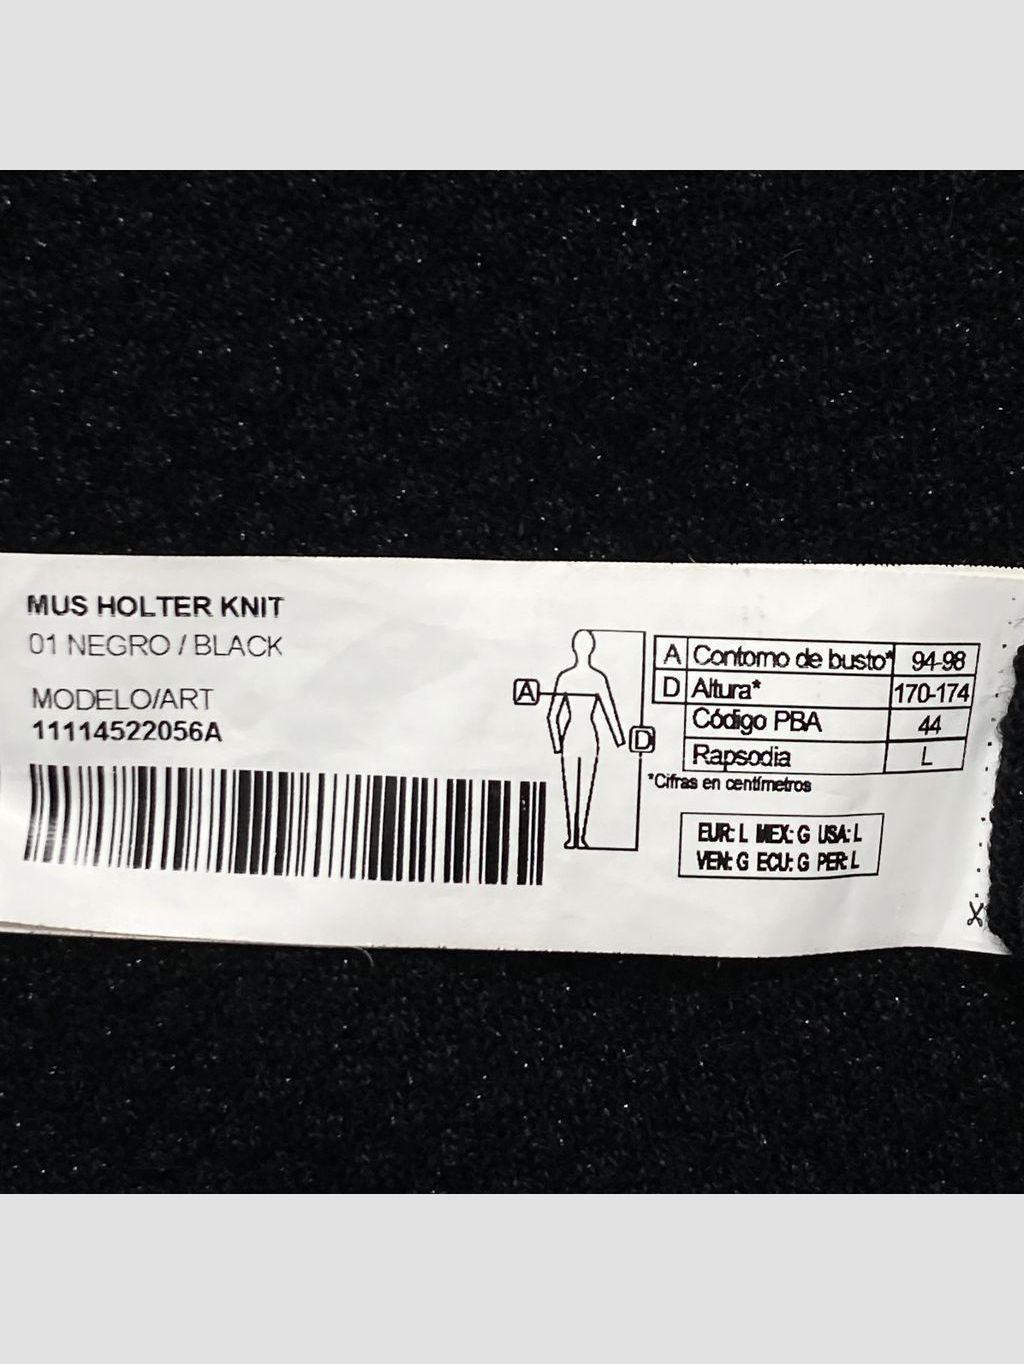 MUS HOLTER KNIT
01 NEGRO / BLACK
MODELO/ART
11114522056A
A
D
A Contorno de busto* 94-98
D Altura* 170-174
Código PBA 44
Rapsodia L
*Cifras en centímetros
EUR: L MEX: G USA: L
VEN: G ECU: G PER: L